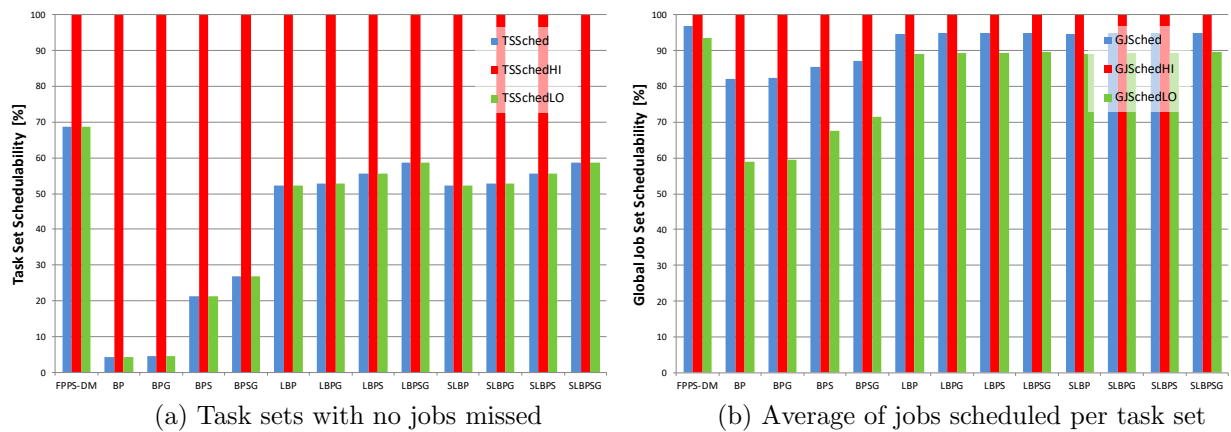 Task Set Schedulability [%]
100
90
80
70
60
50
40
30
20
10
0
TSSched
TSSchedHI
TSSchedLO
FPPS-DM BP BPG BPS BPSG LBP LBPG LBPS LBPSG SLBP SLBPG SLBPS SLBPSG
(a) Task sets with no jobs missed
Global Job Set Schedulability [%]
100
90
80
70
60
50
40
30
20
10
0
GJSched
GJSchedHI
GJSchedLO
FPPS-DM BP BPG BPS BPSG LBP LBPG LBPS LBPSG SLBP SLBPG SLBPS SLBPSG
(b) Average of jobs scheduled per task set